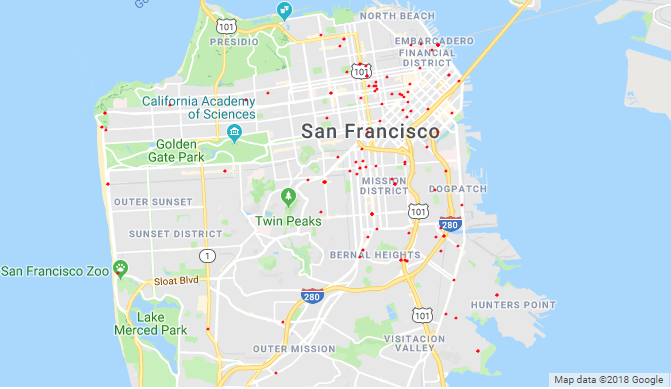 NORTH BEACH
101
PRESIDIO
EMBARCADERO
FINANCIAL
DISTRICT
101
California Academy
of Sciences
San Francisco
Golden
Gate Park
MISSION
DISTRICT
DOGPATCH
OUTER SUNSET
Twin Peaks
101
280
SUNSET DISTRICT
1
BERNAL HEIGHTS
San Francisco Zoo
Sloat Blvd
280
HUNTERS POINT
Lake
Merced Park
101
VISITACION
VALLEY
OUTER MISSION
Map data ©2018 Google